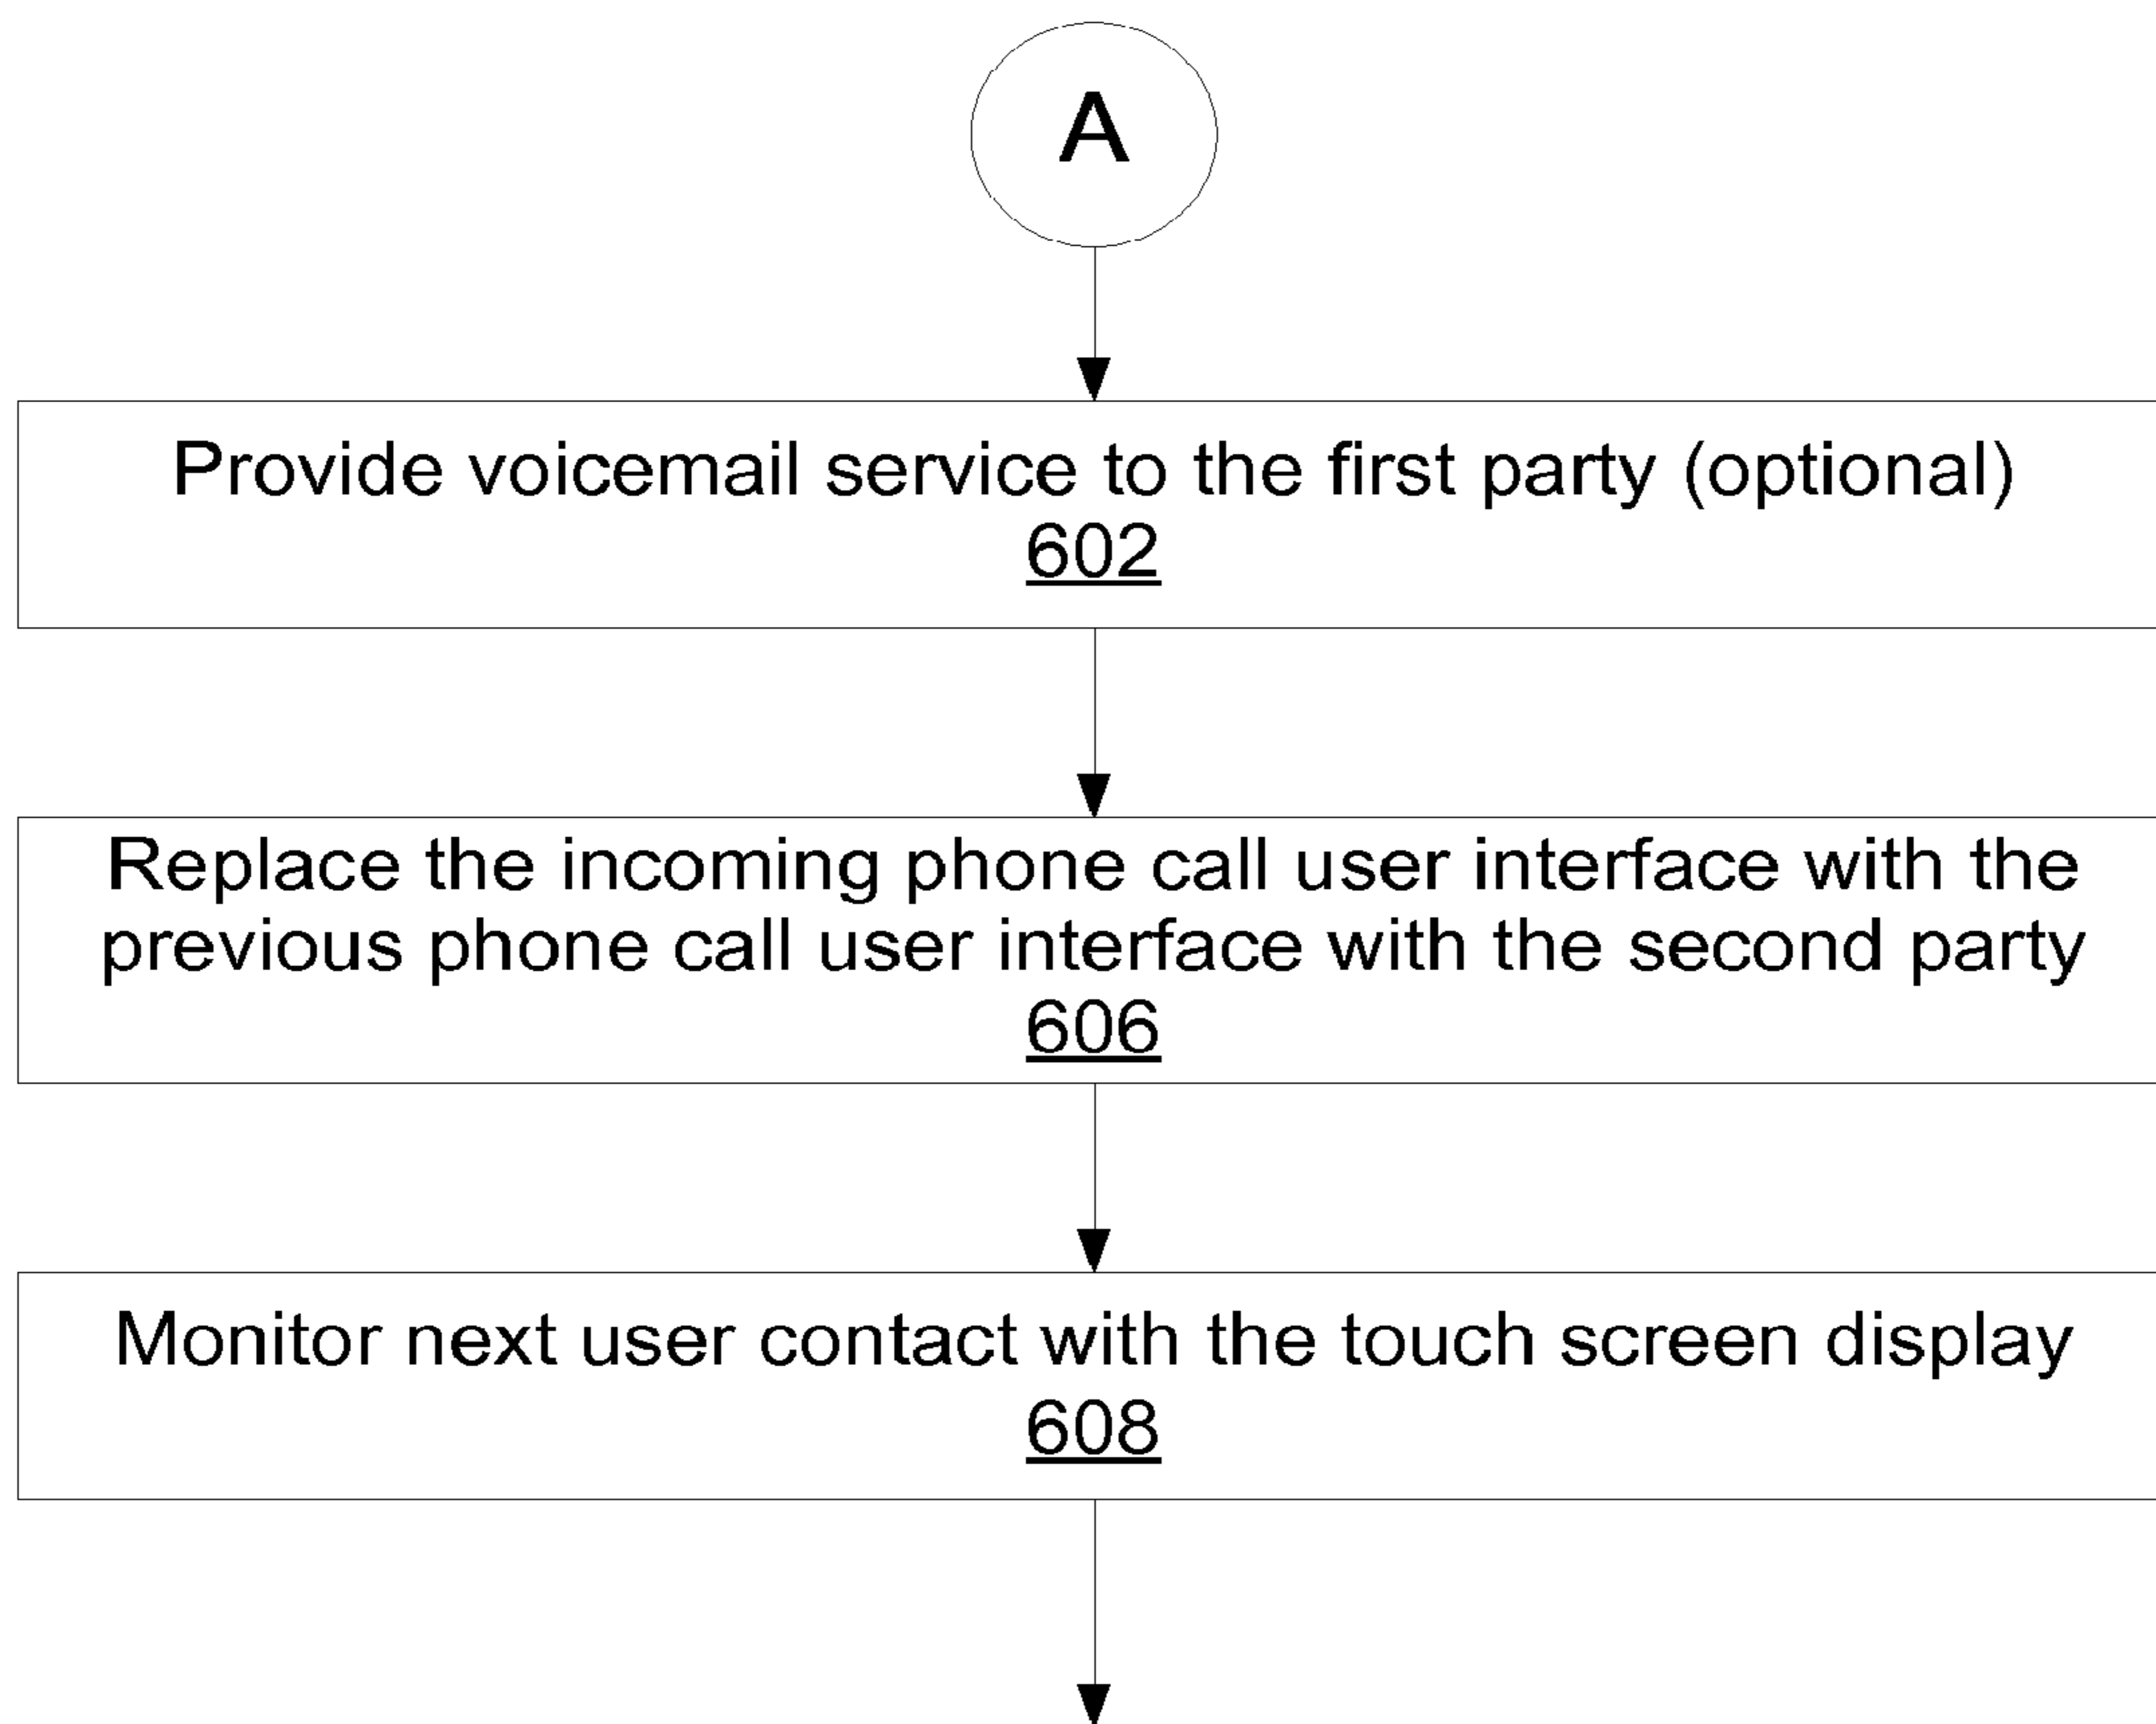 A
Provide voicemail service to the first party (optional)
602
Replace the incoming phone call user interface with the
previous phone call user interface with the second party
606
Monitor next user contact with the touch screen display
608